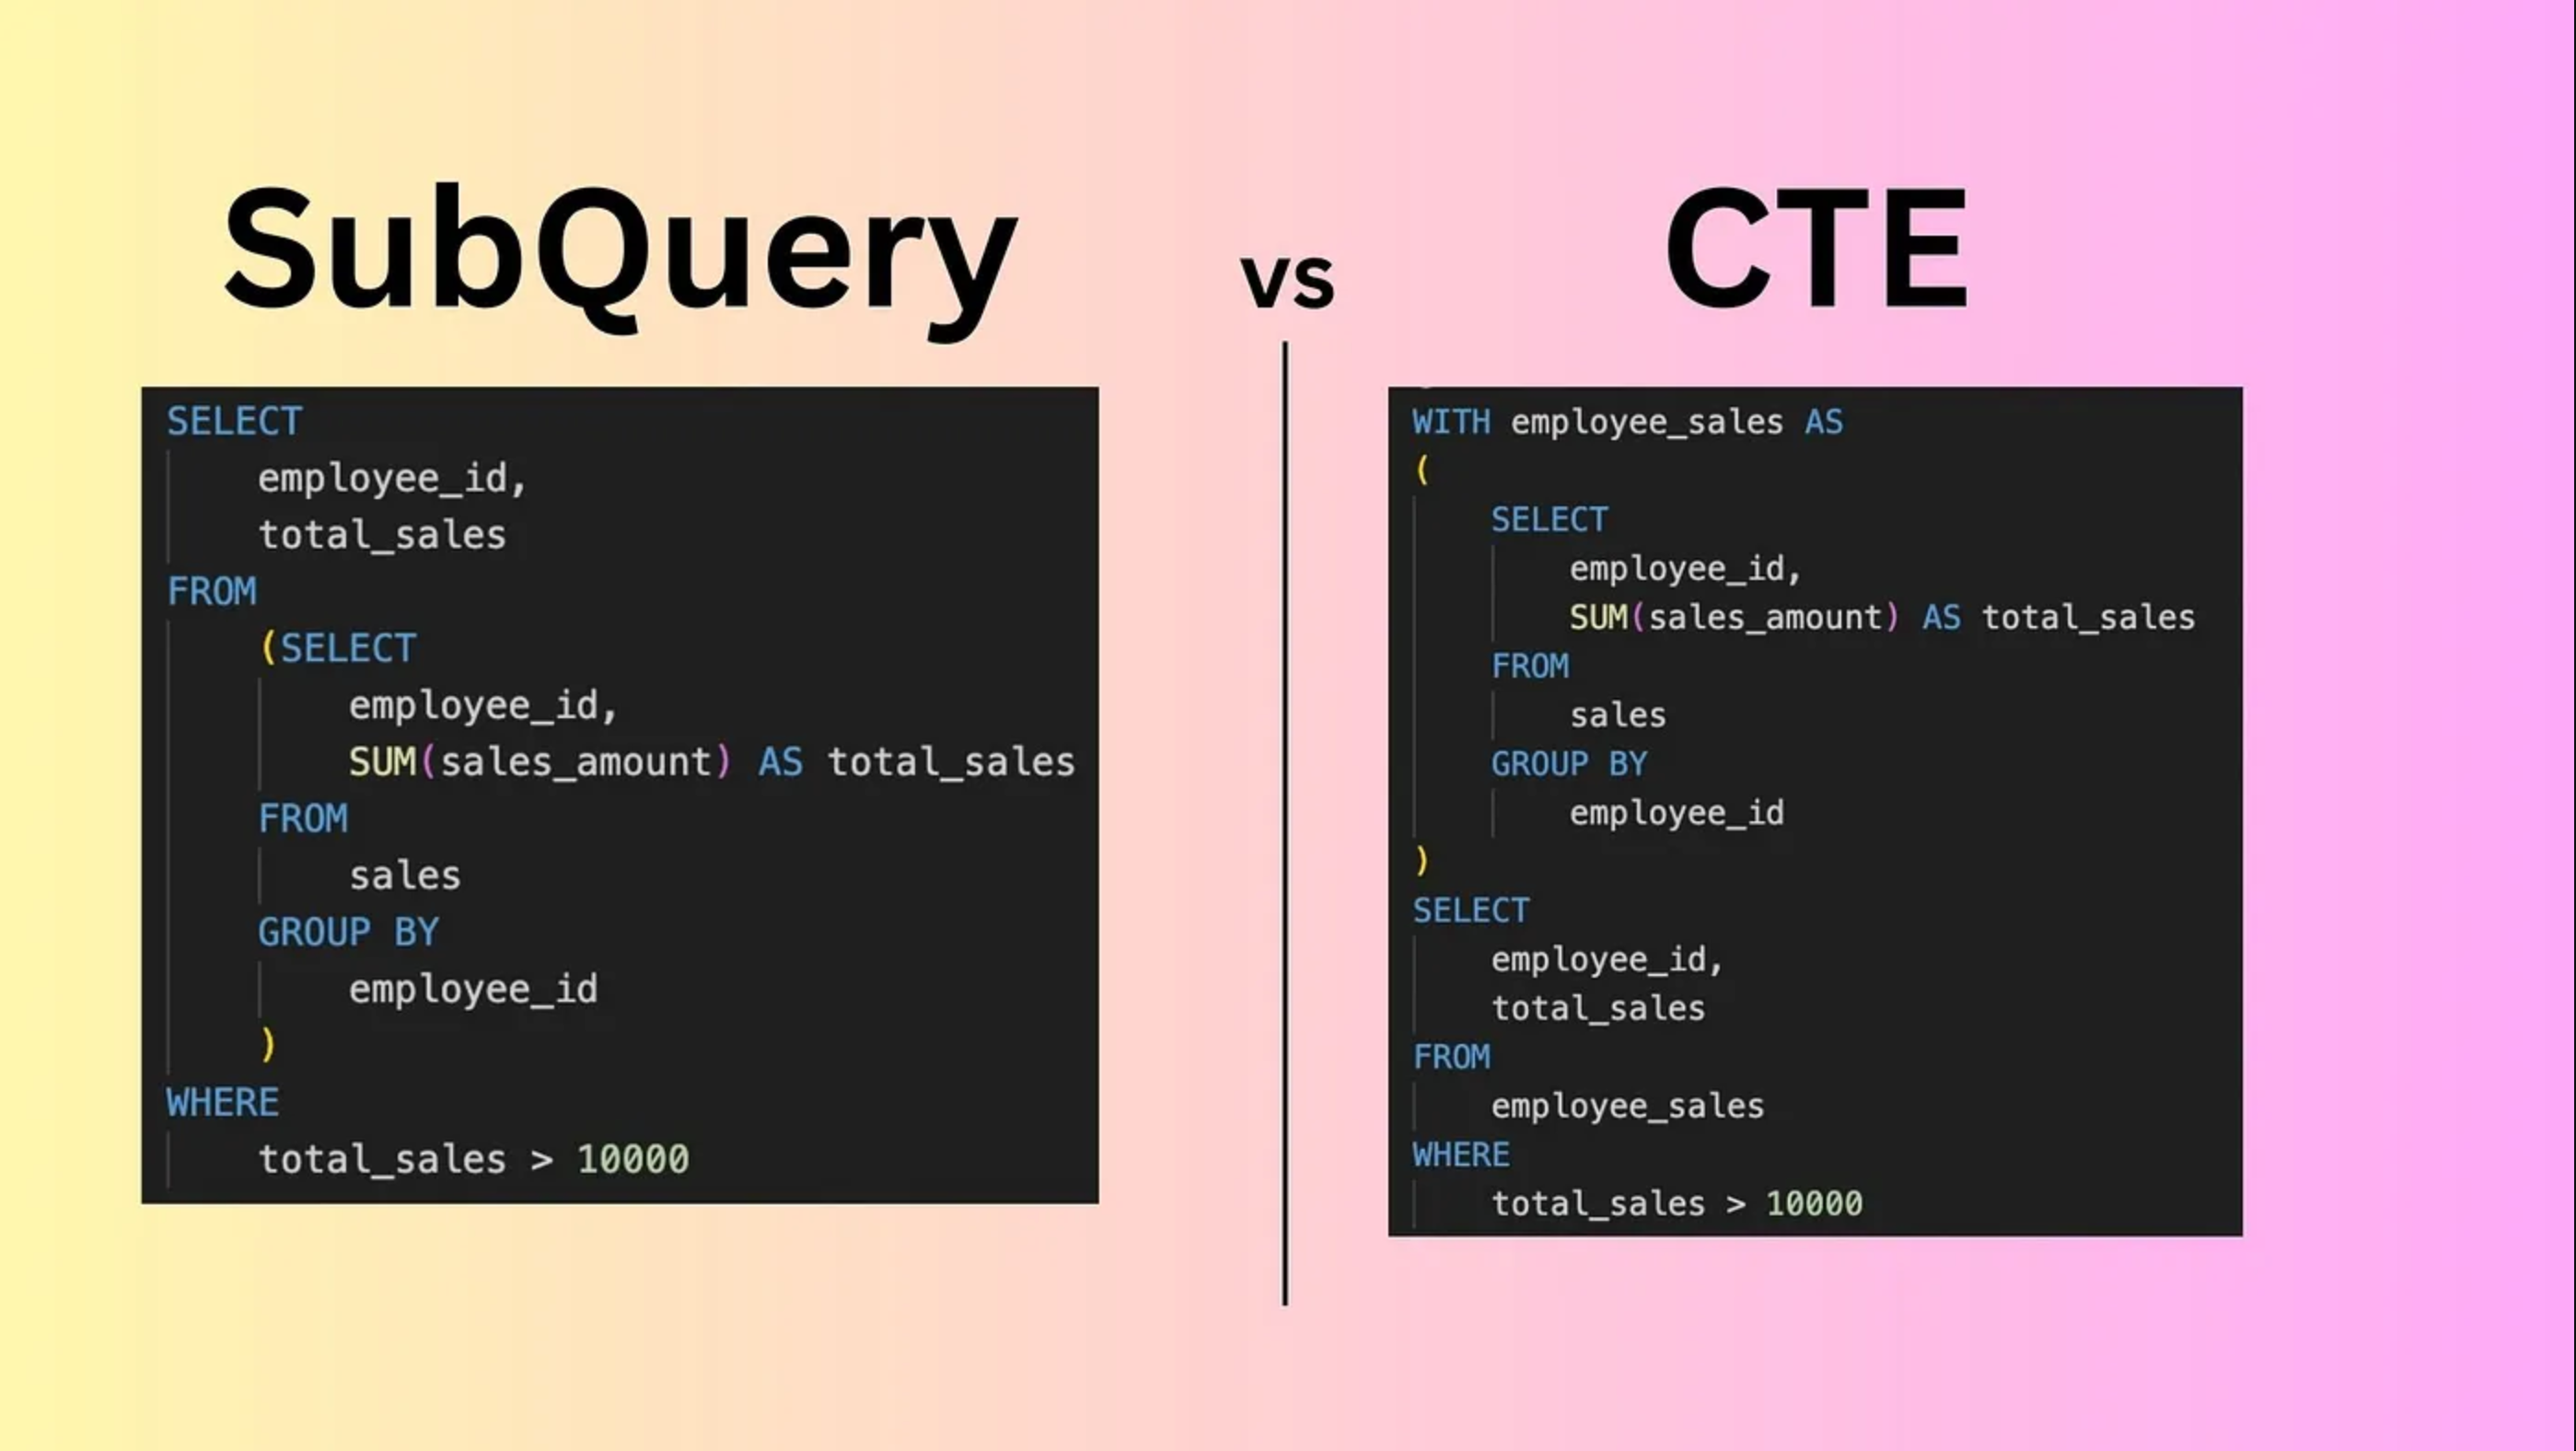 SubQuery
vs
CTE
SELECT
    employee_id,
    total_sales
FROM
    (SELECT
        employee_id,
        SUM(sales_amount) AS total_sales
    FROM
        sales
    GROUP BY
        employee_id
    )
WHERE
    total_sales > 10000
WITH employee_sales AS
(
    SELECT
        employee_id,
        SUM(sales_amount) AS total_sales
    FROM
        sales
    GROUP BY
        employee_id
)
SELECT
    employee_id,
    total_sales
FROM
    employee_sales
WHERE
    total_sales > 10000